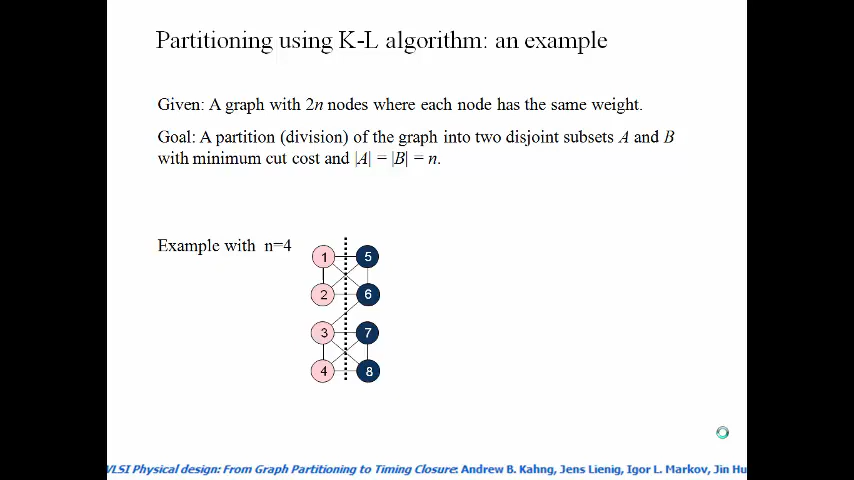 Partitioning using K-L algorithm: an example
Given: A graph with 2n nodes where each node has the same weight.
Goal: A partition (division) of the graph into two disjoint subsets A and B
with minimum cut cost and |A| = |B| = n.
Example with n=4
1 5
2 6
3 7
4 8
VLSI Physical design: From Graph Partitioning to Timing Closure: Andrew B. Kahng, Jens Lienig, Igor L. Markov, Jin Hu